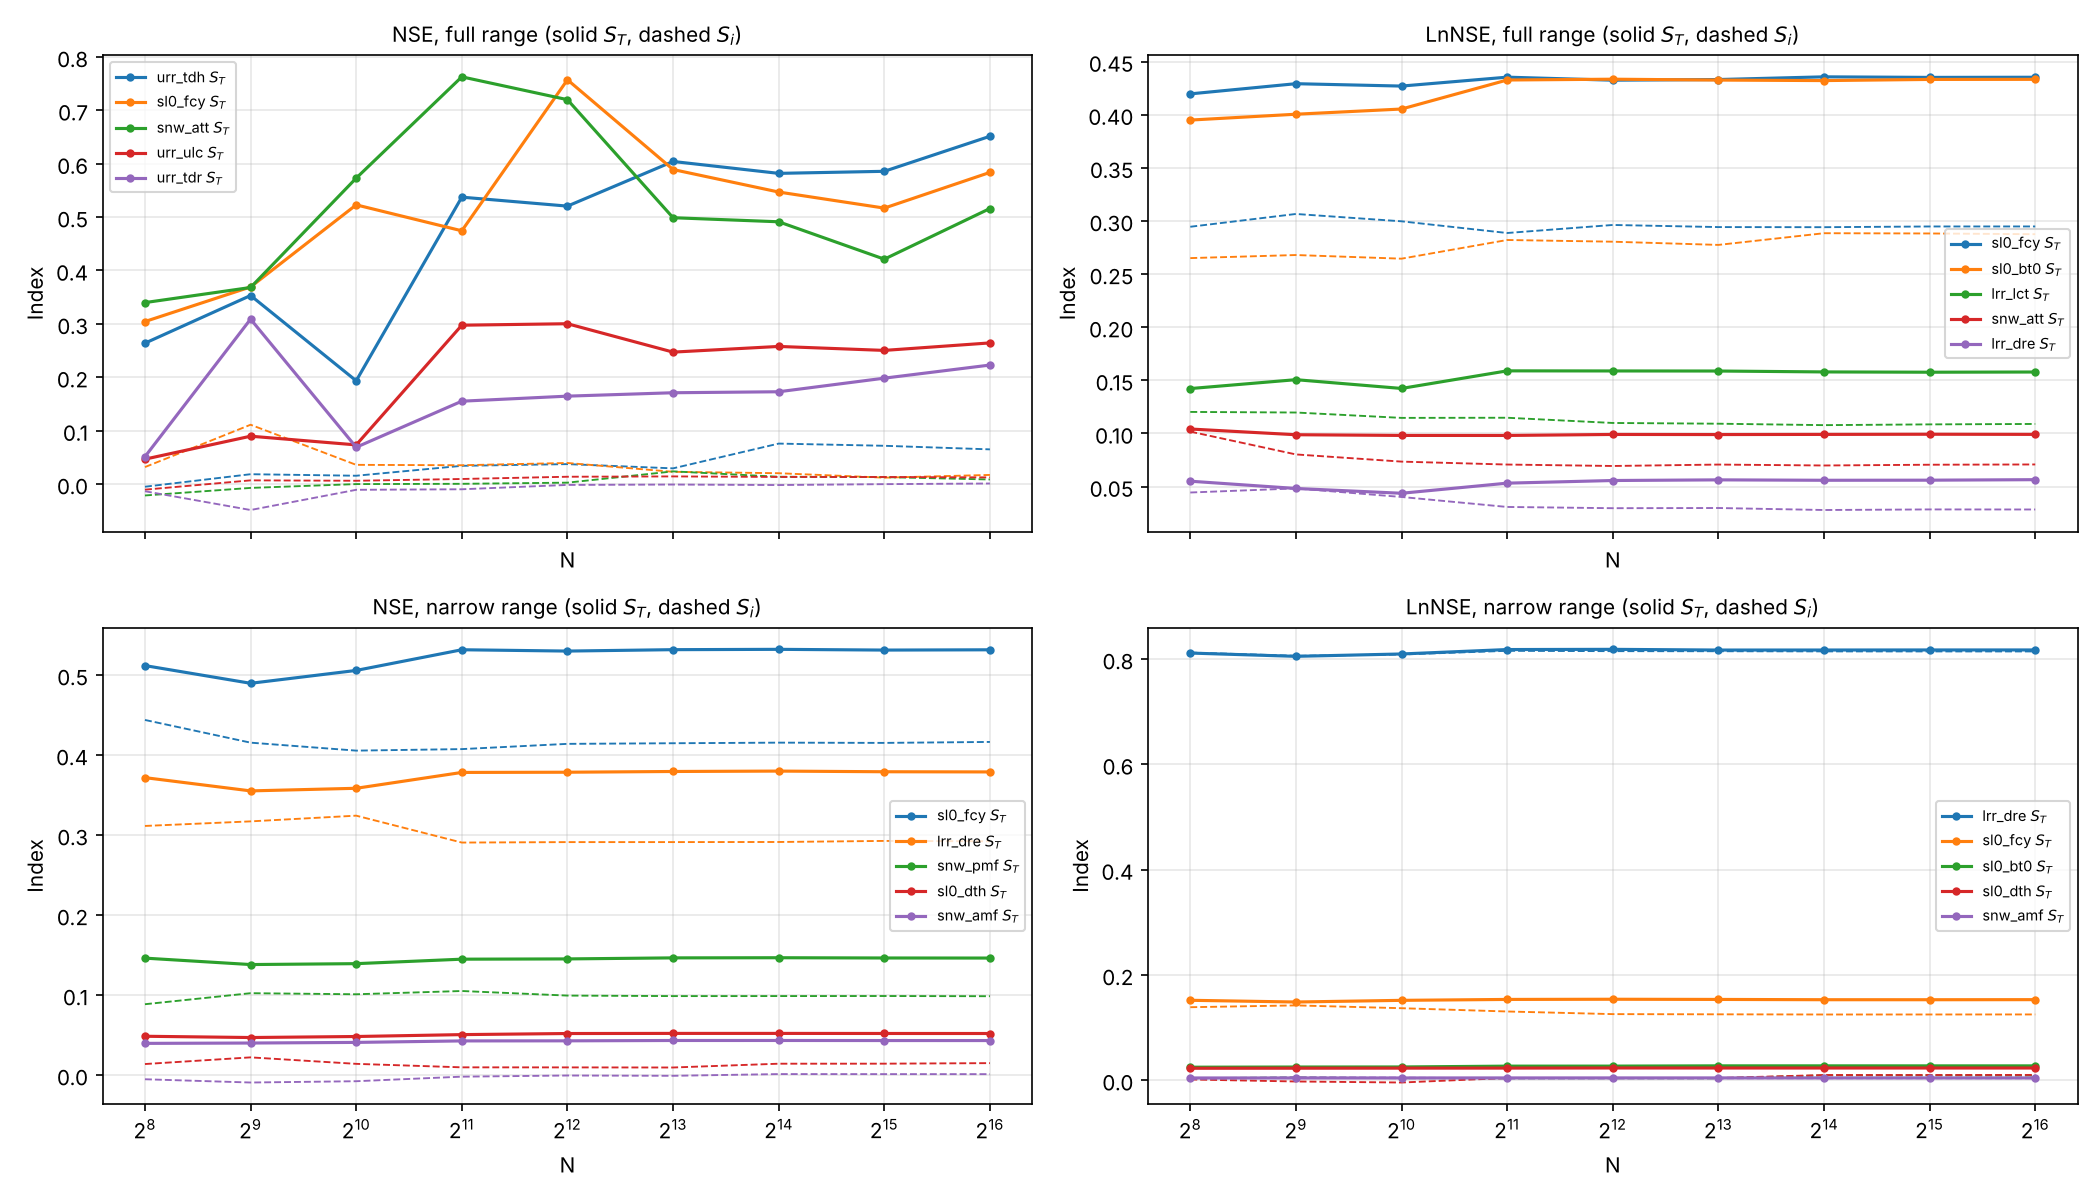 NSE, full range (solid S_T, dashed S_i)
0.8
0.7
0.6
0.5
0.4
0.3
0.2
0.1
0.0
Index
urr_tdh S_T
sl0_fcy S_T
snw_att S_T
urr_ulc S_T
urr_tdr S_T
N
LnNSE, full range (solid S_T, dashed S_i)
0.45
0.40
0.35
0.30
0.25
0.20
0.15
0.10
0.05
Index
sl0_fcy S_T
sl0_bt0 S_T
lrr_lct S_T
snw_att S_T
lrr_dre S_T
N
NSE, narrow range (solid S_T, dashed S_i)
0.5
0.4
0.3
0.2
0.1
0.0
Index
sl0_fcy S_T
lrr_dre S_T
snw_pmf S_T
sl0_dth S_T
snw_amf S_T
2^8 2^9 2^10 2^11 2^12 2^13 2^14 2^15 2^16
N
LnNSE, narrow range (solid S_T, dashed S_i)
0.8
0.6
0.4
0.2
0.0
Index
lrr_dre S_T
sl0_fcy S_T
sl0_bt0 S_T
sl0_dth S_T
snw_amf S_T
2^8 2^9 2^10 2^11 2^12 2^13 2^14 2^15 2^16
N